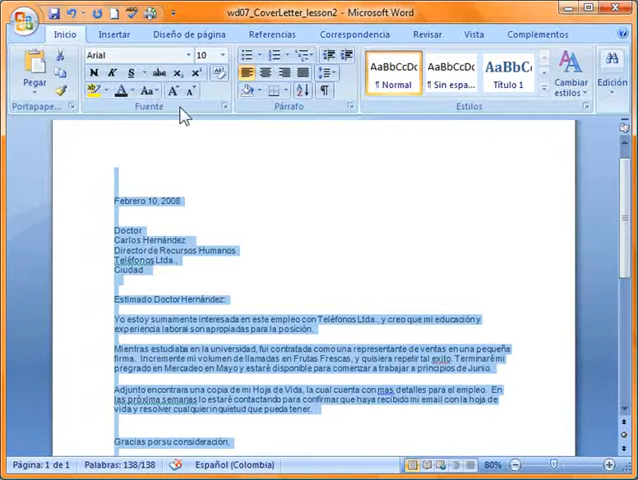 wd07_CoverLetter_lesson2 - Microsoft Word
Inicio Insertar Diseño de página Referencias Correspondencia Revisar Vista Complementos
Pegar
Arial 10
N K S abc x₂ x² Aa
ab A Aa A A
AaBbCcDc AaBbCcDc AaBbC
¶ Normal ¶ Sin espa... Título 1
Cambiar estilos
Edición
Portapape... Fuente Párrafo Estilos
Febrero 10, 2008
Doctor
Carlos Hernández
Director de Recursos Humanos
Teléfonos Ltda.,
Ciudad
Estimado Doctor Hernández:
Yo estoy sumamente interesada en este empleo con Teléfonos Ltda., y creo que mi educación y
experiencia laboral son apropiadas para la posición.
Mientras estudiaba en la universidad, fui contratada como una representante de ventas en una pequeña
firma. Incremente mi volumen de llamadas en Frutas Frescas, y quisiera repetir tal exito. Terminaré mi
pregrado en Mercadeo en Mayo y estaré disponible para comenzar a trabajar a principios de Junio.
Adjunto encontrara una copia de mi Hoja de Vida, la cual cuenta con mas detalles para el empleo. En
las próxima semanas lo estaré contactando para confirmar que haya recibido mi email con la hoja de
vida y resolver cualquier inquietud que pueda tener.
Gracias por su consideración,
Página: 1 de 1 Palabras: 138/138 Español (Colombia) 80%